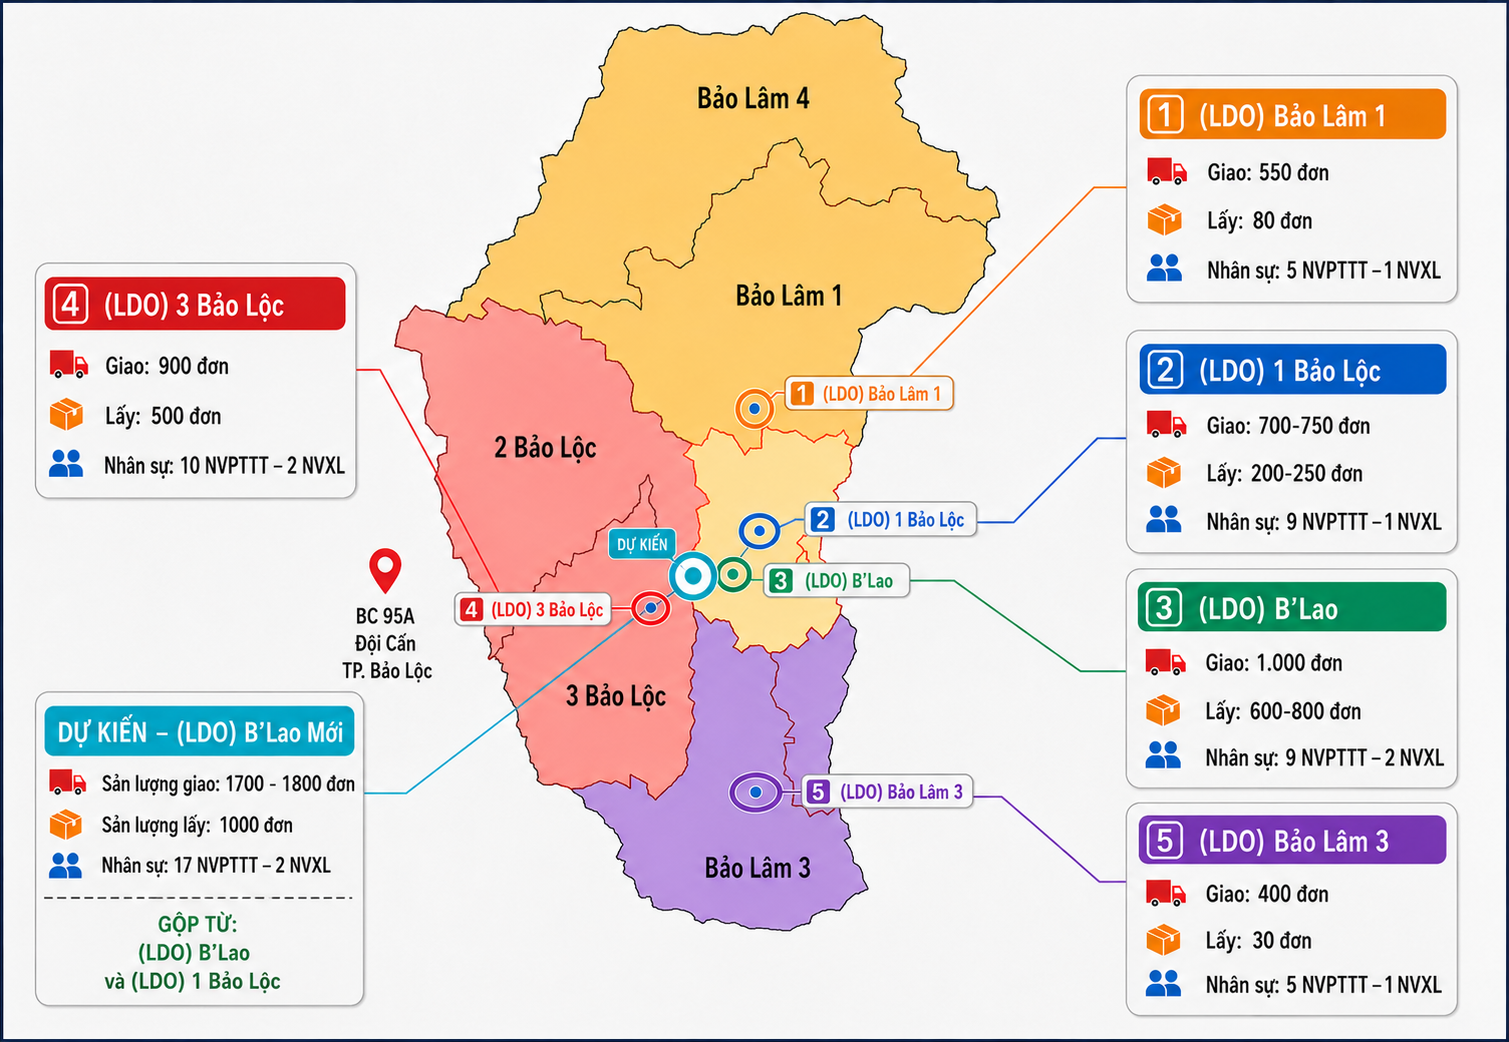 Bảo Lâm 4
Bảo Lâm 1
2 Bảo Lộc
3 Bảo Lộc
Bảo Lâm 3
1 (LDO) Bảo Lâm 1
2 (LDO) 1 Bảo Lộc
DỰ KIẾN
3 (LDO) B'Lao
4 (LDO) 3 Bảo Lộc
5 (LDO) Bảo Lâm 3
4 (LDO) 3 Bảo Lộc
Giao: 900 đơn
Lấy: 500 đơn
Nhân sự: 10 NVPTTT – 2 NVXL
BC 95A
Đội Cấn
TP. Bảo Lộc
DỰ KIẾN – (LDO) B'Lao Mới
Sản lượng giao: 1700 - 1800 đơn
Sản lượng lấy: 1000 đơn
Nhân sự: 17 NVPTTT – 2 NVXL
GỘP TỪ:
(LDO) B'Lao
và (LDO) 1 Bảo Lộc
1 (LDO) Bảo Lâm 1
Giao: 550 đơn
Lấy: 80 đơn
Nhân sự: 5 NVPTTT – 1 NVXL
2 (LDO) 1 Bảo Lộc
Giao: 700-750 đơn
Lấy: 200-250 đơn
Nhân sự: 9 NVPTTT – 1 NVXL
3 (LDO) B'Lao
Giao: 1.000 đơn
Lấy: 600-800 đơn
Nhân sự: 9 NVPTTT – 2 NVXL
5 (LDO) Bảo Lâm 3
Giao: 400 đơn
Lấy: 30 đơn
Nhân sự: 5 NVPTTT – 1 NVXL